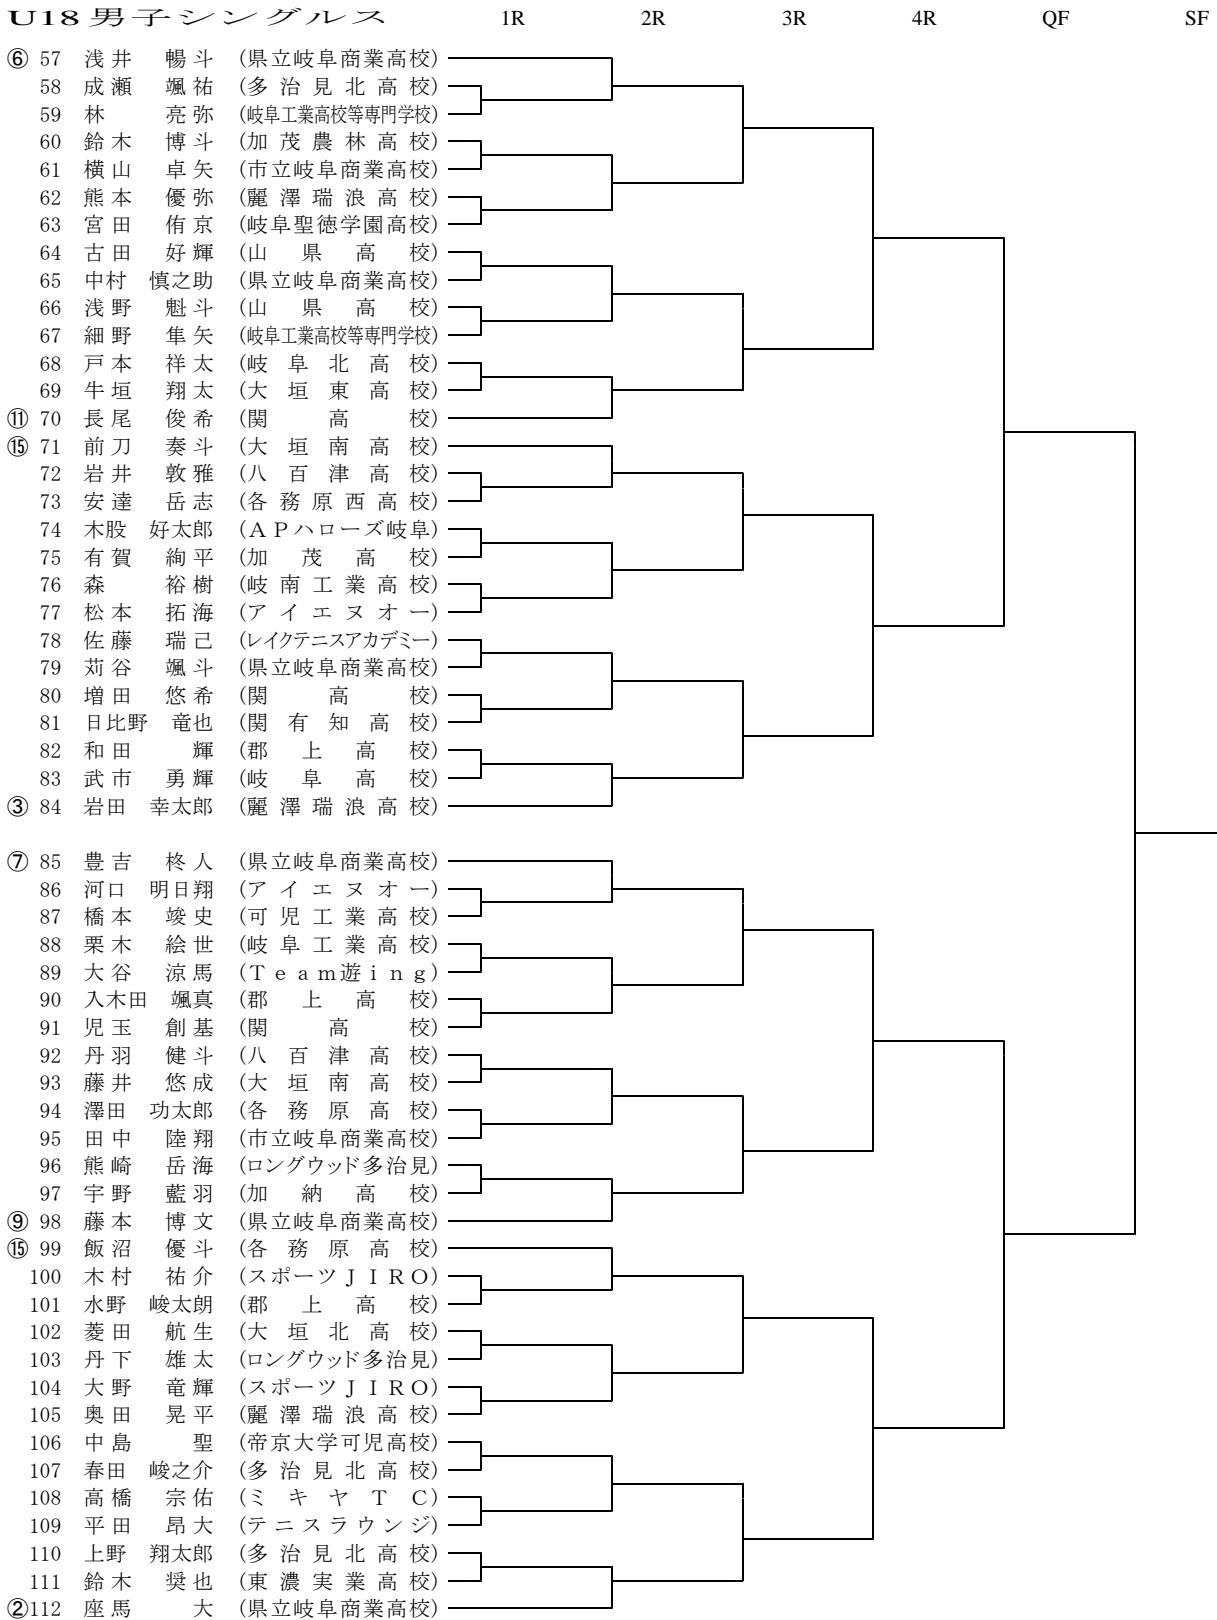 U18男子シングルス 1R 2R 3R 4R QF SF
⑥ 57 浅井 暢斗 (県立岐阜商業高校)
58 成瀬 颯祐 (多治見北高校)
59 林 亮弥 (岐阜工業高校等専門学校)
60 鈴木 博斗 (加茂農林高校)
61 横山 卓矢 (市立岐阜商業高校)
62 熊本 優弥 (麗澤瑞浪高校)
63 宮田 侑京 (岐阜聖徳学園高校)
64 古田 好輝 (山県高校)
65 中村 慎之助 (県立岐阜商業高校)
66 浅野 魁斗 (山県高校)
67 細野 隼矢 (岐阜工業高校等専門学校)
68 戸本 祥太 (岐阜北高校)
69 牛垣 翔太 (大垣東高校)
⑪ 70 長尾 俊希 (関高校)
⑮ 71 前刀 奏斗 (大垣南高校)
72 岩井 敦雅 (八百津高校)
73 安達 岳志 (各務原西高校)
74 木股 好太郎 (APハローズ岐阜)
75 有賀 絢平 (加茂高校)
76 森 裕樹 (岐南工業高校)
77 松本 拓海 (アイエヌオー)
78 佐藤 瑞己 (レイクテニスアカデミー)
79 苅谷 颯斗 (県立岐阜商業高校)
80 増田 悠希 (関高校)
81 日比野 竜也 (関有知高校)
82 和田 輝 (郡上高校)
83 武市 勇輝 (岐阜高校)
③ 84 岩田 幸太郎 (麗澤瑞浪高校)
⑦ 85 豊吉 柊人 (県立岐阜商業高校)
86 河口 明日翔 (アイエヌオー)
87 橋本 竣史 (可児工業高校)
88 栗木 絵世 (岐阜工業高校)
89 大谷 涼馬 (Team遊ing)
90 入木田 颯真 (郡上高校)
91 児玉 創基 (関高校)
92 丹羽 健斗 (八百津高校)
93 藤井 悠成 (大垣南高校)
94 澤田 功太郎 (各務原高校)
95 田中 陸翔 (市立岐阜商業高校)
96 熊崎 岳海 (ロングウッド多治見)
97 宇野 藍羽 (加納高校)
⑨ 98 藤本 博文 (県立岐阜商業高校)
⑮ 99 飯沼 優斗 (各務原高校)
100 木村 祐介 (スポーツJIRO)
101 水野 峻太朗 (郡上高校)
102 菱田 航生 (大垣北高校)
103 丹下 雄太 (ロングウッド多治見)
104 大野 竜輝 (スポーツJIRO)
105 奥田 晃平 (麗澤瑞浪高校)
106 中島 聖 (帝京大学可児高校)
107 春田 峻之介 (多治見北高校)
108 高橋 宗佑 (ミキヤTC)
109 平田 昂大 (テニスラウンジ)
110 上野 翔太郎 (多治見北高校)
111 鈴木 奨也 (東濃実業高校)
② 112 座馬 大 (県立岐阜商業高校)